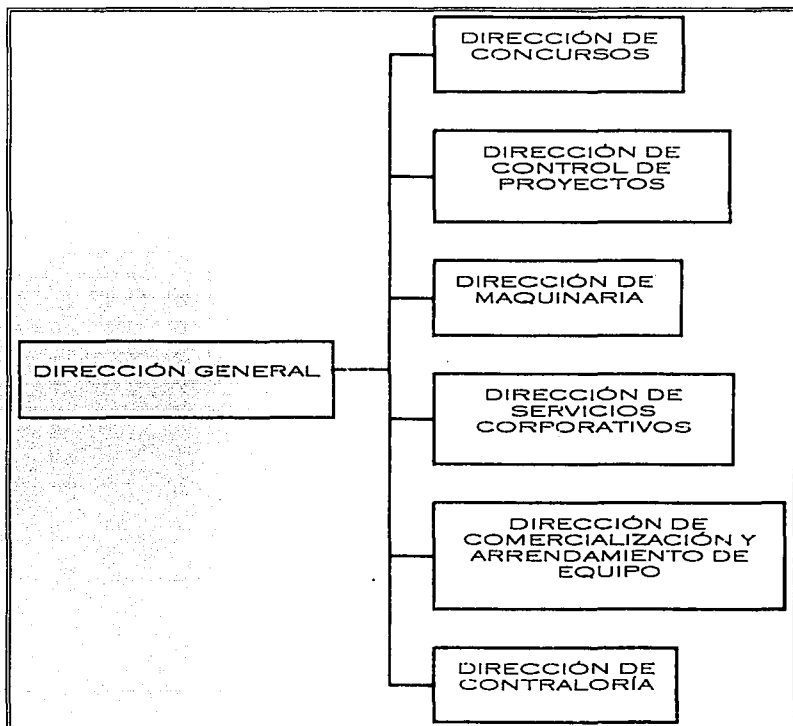 DIRECCIÓN DE
CONCURSOS
DIRECCIÓN DE
CONTROL DE
PROYECTOS
DIRECCIÓN DE
MAQUINARIA
DIRECCIÓN GENERAL
DIRECCIÓN DE
SERVICIOS
CORPORATIVOS
DIRECCIÓN DE
COMERCIALIZACIÓN Y
ARRENDAMIENTO DE
EQUIPO
DIRECCIÓN DE
CONTRALORÍA